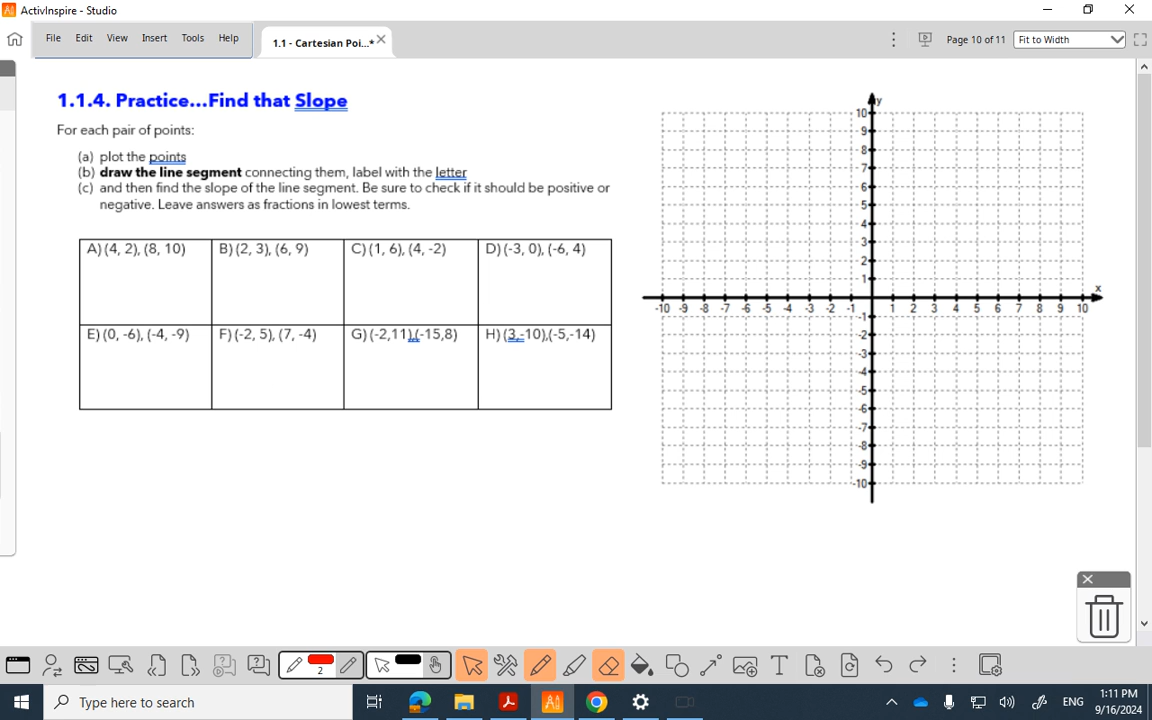 ActivInspire - Studio
File Edit View Insert Tools Help
1.1 - Cartesian Poi...*
Page 10 of 11
Fit to Width
1.1.4. Practice...Find that Slope
For each pair of points:
(a) plot the points
(b) draw the line segment connecting them, label with the letter
(c) and then find the slope of the line segment. Be sure to check if it should be positive or
negative. Leave answers as fractions in lowest terms.
A) (4, 2), (8, 10) B) (2, 3), (6, 9) C) (1, 6), (4, -2) D) (-3, 0), (-6, 4)
E) (0, -6), (-4, -9) F) (-2, 5), (7, -4) G) (-2,11),(-15,8) H) (3,-10),(-5,-14)
y
10
9
8
7
6
5
4
3
2
1
x
-10 -9 -8 -7 -6 -5 -4 -3 -2 -1 1 2 3 4 5 6 7 8 9 10
-1
-2
-3
-4
-5
-6
-7
-8
-9
-10
2
Type here to search
ENG
1:11 PM
9/16/2024